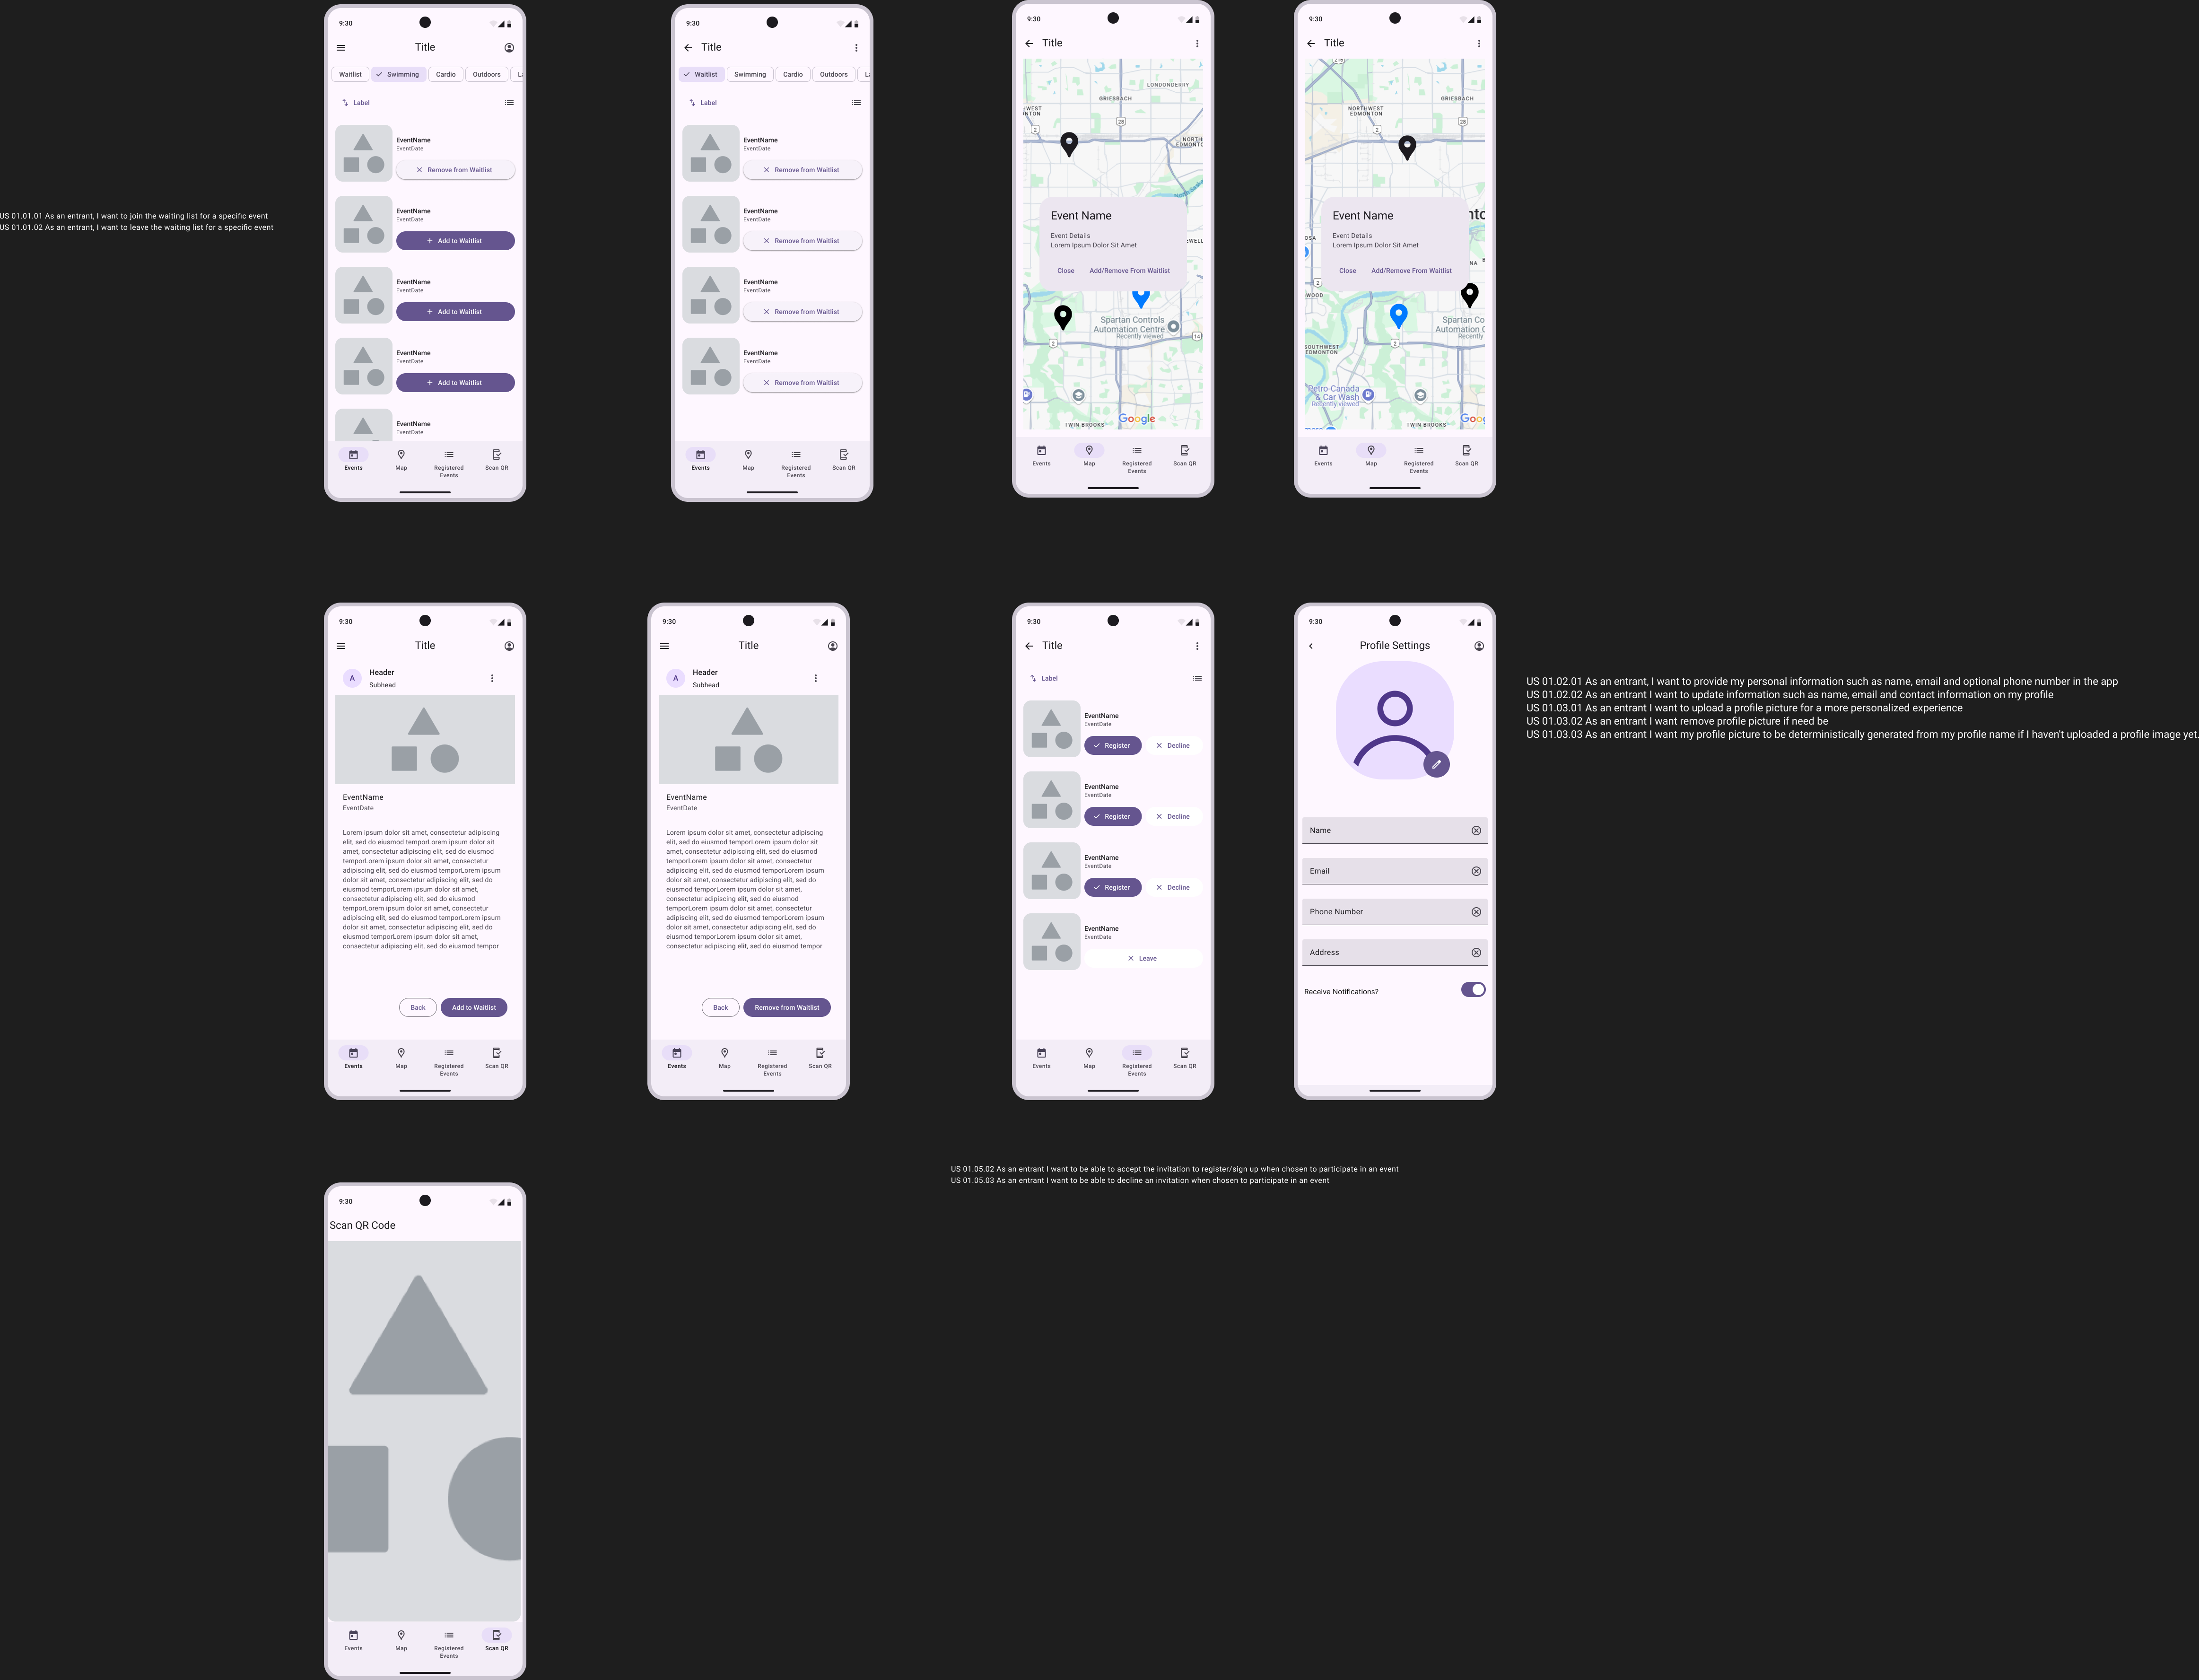 9:30
Title
Waitlist
Swimming
Cardio
Outdoors
Label
EventName
EventDate
Remove from Waitlist
EventName
EventDate
Add to Waitlist
EventName
EventDate
Add to Waitlist
EventName
EventDate
Add to Waitlist
EventName
EventDate
Events
Map
Registered
Events
Scan QR
US 01.01.01 As an entrant, I want to join the waiting list for a specific event
US 01.01.02 As an entrant, I want to leave the waiting list for a specific event
9:30
Title
Waitlist
Swimming
Cardio
Outdoors
Label
EventName
EventDate
Remove from Waitlist
EventName
EventDate
Remove from Waitlist
EventName
EventDate
Remove from Waitlist
EventName
EventDate
Remove from Waitlist
Events
Map
Registered
Events
Scan QR
9:30
Title
LONDONDERRY
GRIESBACH
28
2
Event Name
Event Details
Lorem Ipsum Dolor Sit Amet
Close
Add/Remove From Waitlist
Spartan Controls
Automation Centre
Recently viewed
2
14
Google
TWIN BROOKS
Events
Map
Registered
Events
Scan QR
9:30
Title
GRIESBACH
NORTHWEST
EDMONTON
28
2
Event Name
Event Details
Lorem Ipsum Dolor Sit Amet
Close
Add/Remove From Waitlist
2
Spartan Co
Automation C
Recently
2
SOUTHWEST
EDMONTON
Petro-Canada
& Car Wash
Recently viewed
Goog
TWIN BROOKS
Events
Map
Registered
Events
Scan QR
9:30
Title
A
Header
Subhead
EventName
EventDate
Lorem ipsum dolor sit amet, consectetur adipiscing
elit, sed do eiusmod temporLorem ipsum dolor sit
amet, consectetur adipiscing elit, sed do eiusmod
temporLorem ipsum dolor sit amet, consectetur
adipiscing elit, sed do eiusmod temporLorem ipsum
dolor sit amet, consectetur adipiscing elit, sed do
eiusmod temporLorem ipsum dolor sit amet,
consectetur adipiscing elit, sed do eiusmod
temporLorem ipsum dolor sit amet, consectetur
adipiscing elit, sed do eiusmod temporLorem ipsum
dolor sit amet, consectetur adipiscing elit, sed do
eiusmod temporLorem ipsum dolor sit amet,
consectetur adipiscing elit, sed do eiusmod tempor
Back
Add to Waitlist
Events
Map
Registered
Events
Scan QR
9:30
Title
A
Header
Subhead
EventName
EventDate
Lorem ipsum dolor sit amet, consectetur adipiscing
elit, sed do eiusmod temporLorem ipsum dolor sit
amet, consectetur adipiscing elit, sed do eiusmod
temporLorem ipsum dolor sit amet, consectetur
adipiscing elit, sed do eiusmod temporLorem ipsum
dolor sit amet, consectetur adipiscing elit, sed do
eiusmod temporLorem ipsum dolor sit amet,
consectetur adipiscing elit, sed do eiusmod
temporLorem ipsum dolor sit amet, consectetur
adipiscing elit, sed do eiusmod temporLorem ipsum
dolor sit amet, consectetur adipiscing elit, sed do
eiusmod temporLorem ipsum dolor sit amet,
consectetur adipiscing elit, sed do eiusmod tempor
Back
Remove from Waitlist
Events
Map
Registered
Events
Scan QR
9:30
Title
Label
EventName
EventDate
Register
Decline
EventName
EventDate
Register
Decline
EventName
EventDate
Register
Decline
EventName
EventDate
Leave
Events
Map
Registered
Events
Scan QR
9:30
Profile Settings
Name
Email
Phone Number
Address
Receive Notifications?
US 01.02.01 As an entrant, I want to provide my personal information such as name, email and optional phone number in the app
US 01.02.02 As an entrant I want to update information such as name, email and contact information on my profile
US 01.03.01 As an entrant I want to upload a profile picture for a more personalized experience
US 01.03.02 As an entrant I want remove profile picture if need be
US 01.03.03 As an entrant I want my profile picture to be deterministically generated from my profile name if I haven't uploaded a profile image yet.
US 01.05.02 As an entrant I want to be able to accept the invitation to register/sign up when chosen to participate in an event
US 01.05.03 As an entrant I want to be able to decline an invitation when chosen to participate in an event
9:30
Scan QR Code
Events
Map
Registered
Events
Scan QR